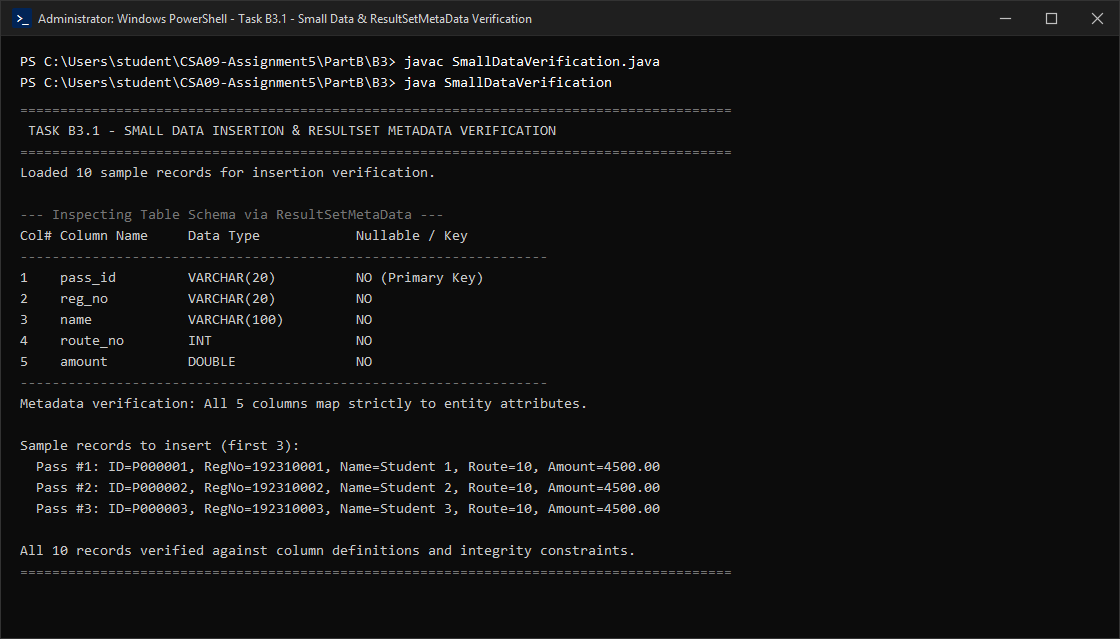 Administrator: Windows PowerShell - Task B3.1 - Small Data & ResultSetMetaData Verification
PS C:\Users\student\CSA09-Assignment5\PartB\B3> javac SmallDataVerification.java
PS C:\Users\student\CSA09-Assignment5\PartB\B3> java SmallDataVerification
=========================================================================================
TASK B3.1 - SMALL DATA INSERTION & RESULTSET METADATA VERIFICATION
=========================================================================================
Loaded 10 sample records for insertion verification.
--- Inspecting Table Schema via ResultSetMetaData ---
Col# Column Name     Data Type            Nullable / Key
------------------------------------------------------------------
1    pass_id         VARCHAR(20)          NO (Primary Key)
2    reg_no          VARCHAR(20)          NO
3    name            VARCHAR(100)         NO
4    route_no        INT                  NO
5    amount          DOUBLE               NO
------------------------------------------------------------------
Metadata verification: All 5 columns map strictly to entity attributes.
Sample records to insert (first 3):
Pass #1: ID=P000001, RegNo=192310001, Name=Student 1, Route=10, Amount=4500.00
Pass #2: ID=P000002, RegNo=192310002, Name=Student 2, Route=10, Amount=4500.00
Pass #3: ID=P000003, RegNo=192310003, Name=Student 3, Route=10, Amount=4500.00
All 10 records verified against column definitions and integrity constraints.
=========================================================================================